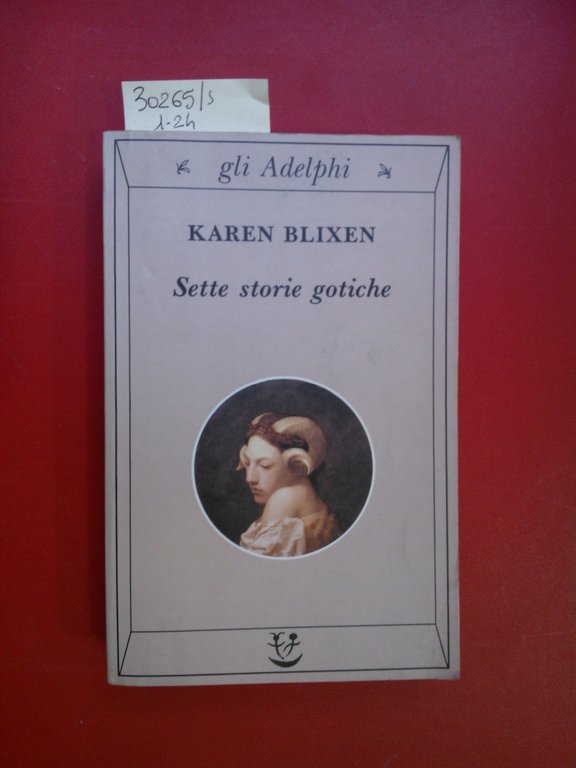 30265/s
1-24
gli Adelphi
KAREN BLIXEN
Sette storie gotiche